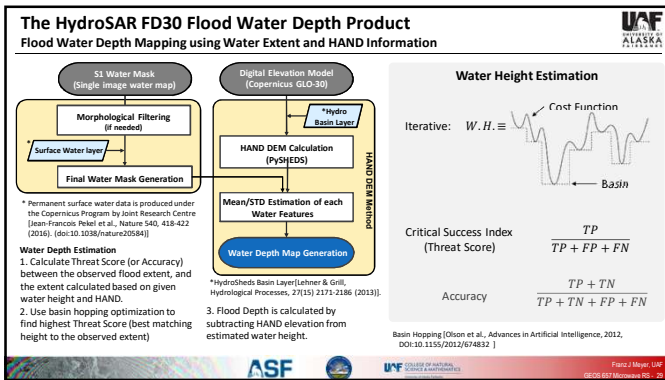 The HydroSAR FD30 Flood Water Depth Product
Flood Water Depth Mapping using Water Extent and HAND Information
UAF
UNIVERSITY OF
ALASKA
FAIRBANKS
S1 Water Mask
(Single image water map)
Morphological Filtering
(if needed)
*
Surface Water layer
Final Water Mask Generation
* Permanent surface water data is produced under
the Copernicus Program by Joint Research Centre
[Jean-Francois Pekel et al., Nature 540, 418-422
(2016). (doi:10.1038/nature20584)]
Water Depth Estimation
1. Calculate Threat Score (or Accuracy)
between the observed flood extent, and
the extent calculated based on given
water height and HAND.
2. Use basin hopping optimization to
find highest Threat Score (best matching
height to the observed extent)
Digital Elevation Model
(Copernicus GLO-30)
*Hydro
Basin Layer
HAND DEM Calculation
(PySHEDS)
Mean/STD Estimation of each
Water Features
Water Depth Map Generation
HAND DEM Method
*HydroSheds Basin Layer[Lehner & Grill,
Hydrological Processes, 27(15) 2171-2186 (2013)].
3. Flood Depth is calculated by
subtracting HAND elevation from
estimated water height.
Water Height Estimation
Cost Function
Iterative: W.H.≡
Basin
Critical Success Index
(Threat Score)
TP
TP + FP + FN
Accuracy
TP + TN
TP + TN + FP + FN
Basin Hopping [Olson et al., Advances in Artificial Intelligence, 2012,
DOI:10.1155/2012/674832 ]
ASF
UAF COLLEGE OF NATURAL
SCIENCE & MATHEMATICS
Franz J Meyer, UAF
GEOS 657 Microwave RS - 29